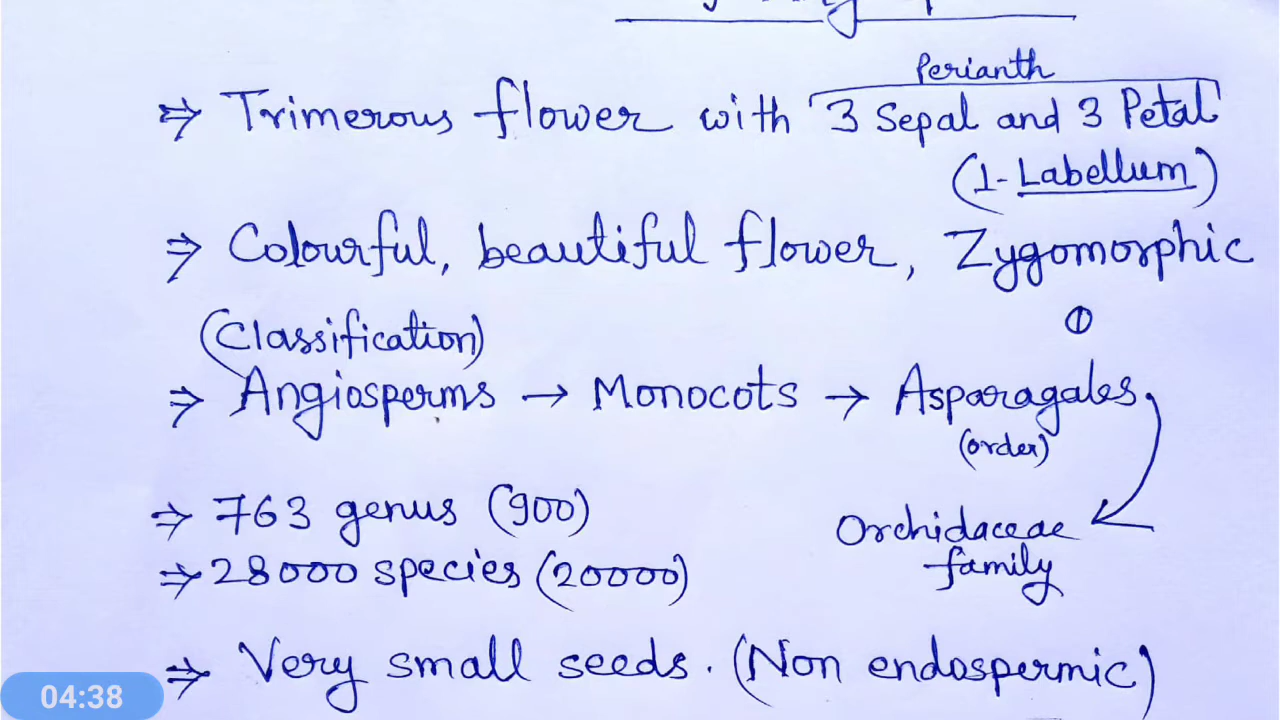 Perianth
⇒ Trimerous flower with 3 Sepal and 3 Petal
(1-Labellum)
⇒ Colourful, beautiful flower, Zygomorphic
①
(Classification)
⇒ Angiosperms → Monocots → Asparagales
(order)
⇒ 763 genus (900)
Orchidaceae
family
⇒ 28000 species (20000)
⇒ Very small seeds. (Non endospermic)
04:38